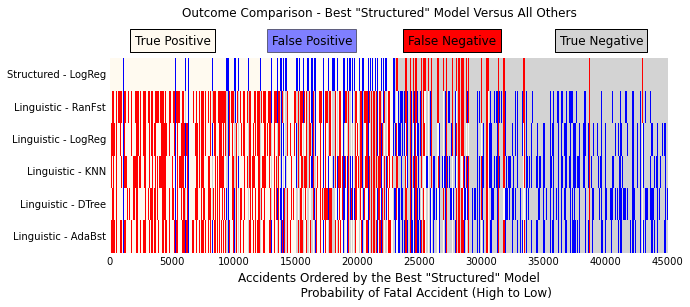 Outcome Comparison - Best "Structured" Model Versus All Others
True Positive
False Positive
False Negative
True Negative
Structured - LogReg
Linguistic - RanFst
Linguistic - LogReg
Linguistic - KNN
Linguistic - DTree
Linguistic - AdaBst
0 5000 10000 15000 20000 25000 30000 35000 40000 45000
Accidents Ordered by the Best "Structured" Model
Probability of Fatal Accident (High to Low)